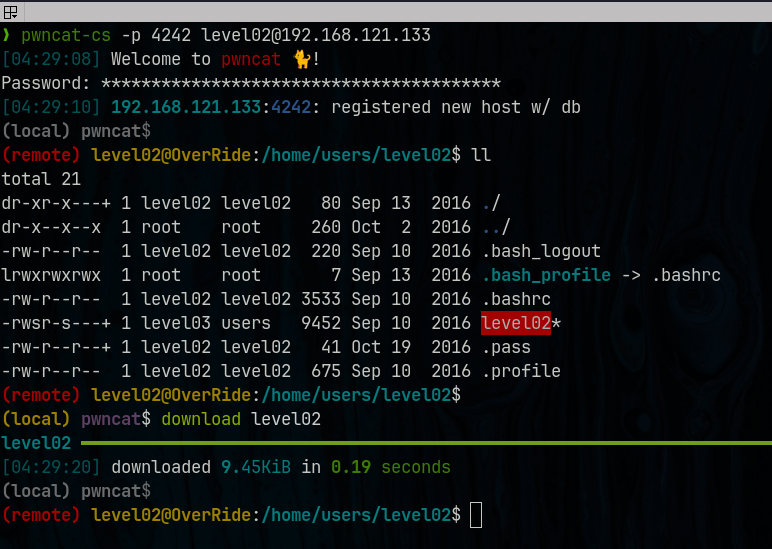 ❯ pwncat-cs -p 4242 level02@192.168.121.133
[04:29:08] Welcome to pwncat 🐈!
Password: ****************************************
[04:29:10] 192.168.121.133:4242: registered new host w/ db
(local) pwncat$
(remote) level02@OverRide:/home/users/level02$ ll
total 21
dr-xr-x---+ 1 level02 level02   80 Sep 13  2016 ./
dr-x--x--x  1 root    root     260 Oct  2  2016 ../
-rw-r--r--  1 level02 level02  220 Sep 10  2016 .bash_logout
lrwxrwxrwx  1 root    root       7 Sep 13  2016 .bash_profile -> .bashrc
-rw-r--r--  1 level02 level02 3533 Sep 10  2016 .bashrc
-rwsr-s---+ 1 level03 users   9452 Sep 10  2016 level02*
-rw-r--r--+ 1 level02 level02   41 Oct 19  2016 .pass
-rw-r--r--  1 level02 level02  675 Sep 10  2016 .profile
(remote) level02@OverRide:/home/users/level02$
(local) pwncat$ download level02
level02
[04:29:20] downloaded 9.45KiB in 0.19 seconds
(local) pwncat$
(remote) level02@OverRide:/home/users/level02$